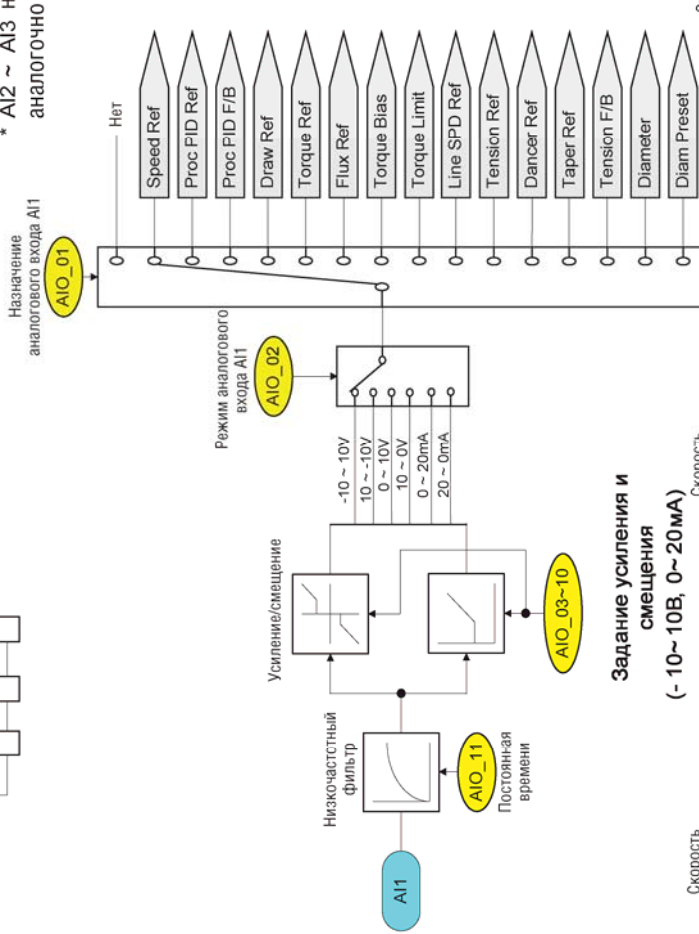 * AI2 ~ AI3 н
аналогочно
Назначение
аналогового входа AI1
AIO_01
Нет
Speed Ref
Proc PID Ref
Proc PID F/B
Draw Ref
Torque Ref
Flux Ref
Torque Bias
Torque Limit
Line SPD Ref
Tension Ref
Dancer Ref
Taper Ref
Tension F/B
Diameter
Diam Preset
Режим аналогового
входа AI1
AIO_02
-10 ~ 10V
10 ~ -10V
0 ~ 10V
10 ~ 0V
0 ~ 20mA
20 ~ 0mA
Усиление/смещение
AIO_03~10
Низкочастотный
фильтр
AIO_11
Постоянная
времени
AI1
Задание усиления и
смещения
(- 10~ 10В, 0~ 20мА)
Скорость
Скорость